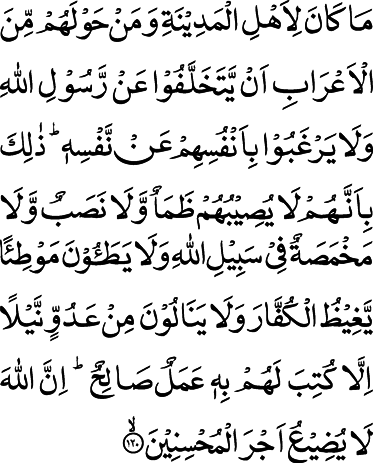 مَا كَانَ لِاَهْلِ الْمَدِيْنَةِ وَمَنْ حَوْلَهُمْ مِّنَ
الْاَعْرَابِ اَنْ يَّتَخَلَّفُوْا عَنْ رَّسُوْلِ اللّٰهِ
وَلَا يَرْغَبُوْا بِاَنْفُسِهِمْ عَنْ نَّفْسِهٖ ؕ ذٰلِكَ
بِاَنَّهُمْ لَا يُصِيْبُهُمْ ظَمَاٌ وَّلَا نَصَبٌ وَّلَا
مَخْمَصَةٌ فِيْ سَبِيْلِ اللّٰهِ وَلَا يَطَـُٔوْنَ مَوْطِئًا
يَّغِيْظُ الْكُفَّارَ وَلَا يَنَالُوْنَ مِنْ عَدُوٍّ نَّيْلًا
اِلَّا كُتِبَ لَهُمْ بِهٖ عَمَلٌ صَالِحٌ ؕ اِنَّ اللّٰهَ
لَا يُضِيْعُ اَجْرَ الْمُحْسِنِيْنَ ۙ‏﴿۱۲۰﴾